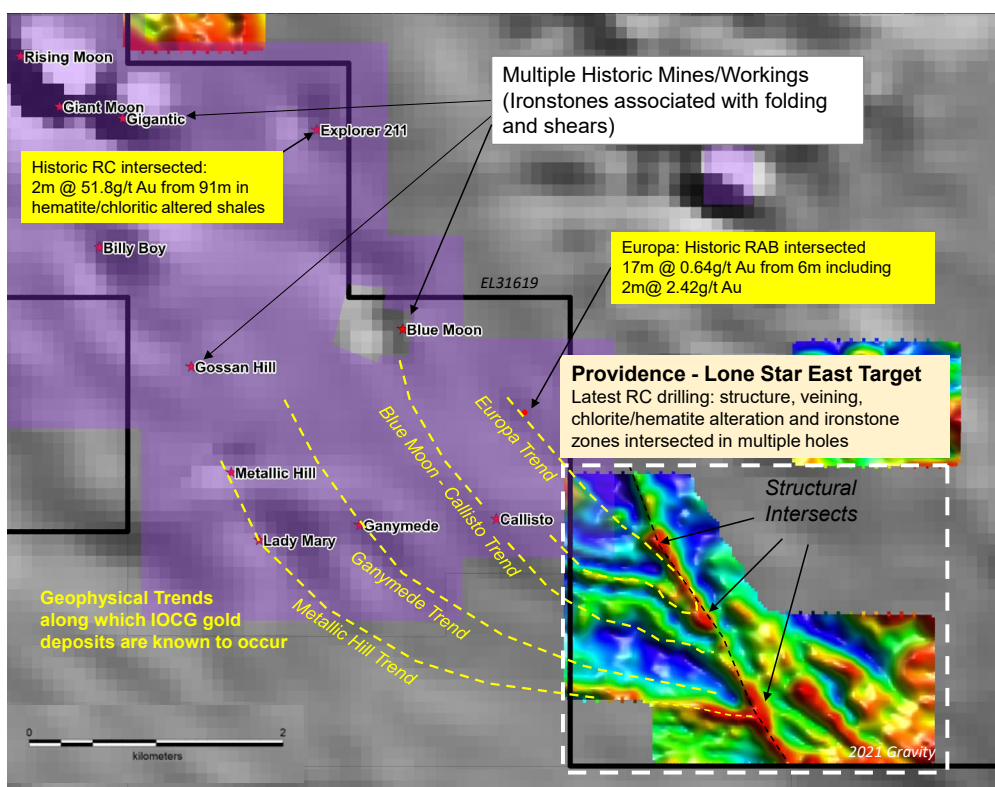 Rising Moon
Giant Moon
Gigantic
Explorer 211
Multiple Historic Mines/Workings
(Ironstones associated with folding
and shears)
Historic RC intersected:
2m @ 51.8g/t Au from 91m in
hematite/chloritic altered shales
Billy Boy
Europa: Historic RAB intersected
17m @ 0.64g/t Au from 6m including
2m@ 2.42g/t Au
EL31619
Blue Moon
Gossan Hill
Providence - Lone Star East Target
Latest RC drilling: structure, veining,
chlorite/hematite alteration and ironstone
zones intersected in multiple holes
Europa Trend
Blue Moon - Callisto Trend
Metallic Hill
Structural
Intersects
Callisto
Ganymede
Lady Mary
Ganymede Trend
Metallic Hill Trend
Geophysical Trends
along which IOCG gold
deposits are known to occur
0
2
kilometers
2021 Gravity